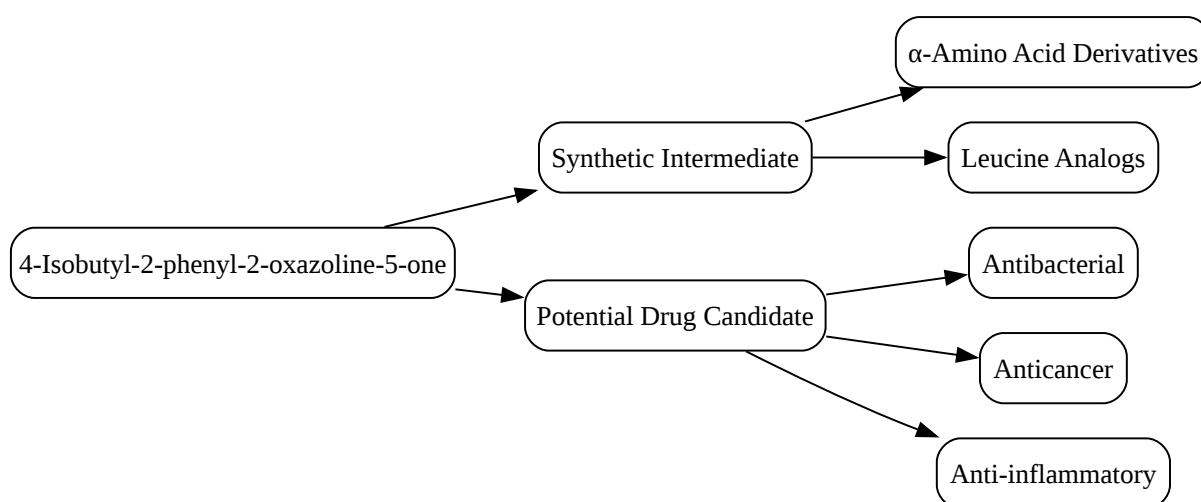 α-Amino Acid Derivatives
Synthetic Intermediate
Leucine Analogs
4-Isobutyl-2-phenyl-2-oxazoline-5-one
Antibacterial
Potential Drug Candidate
Anticancer
Anti-inflammatory